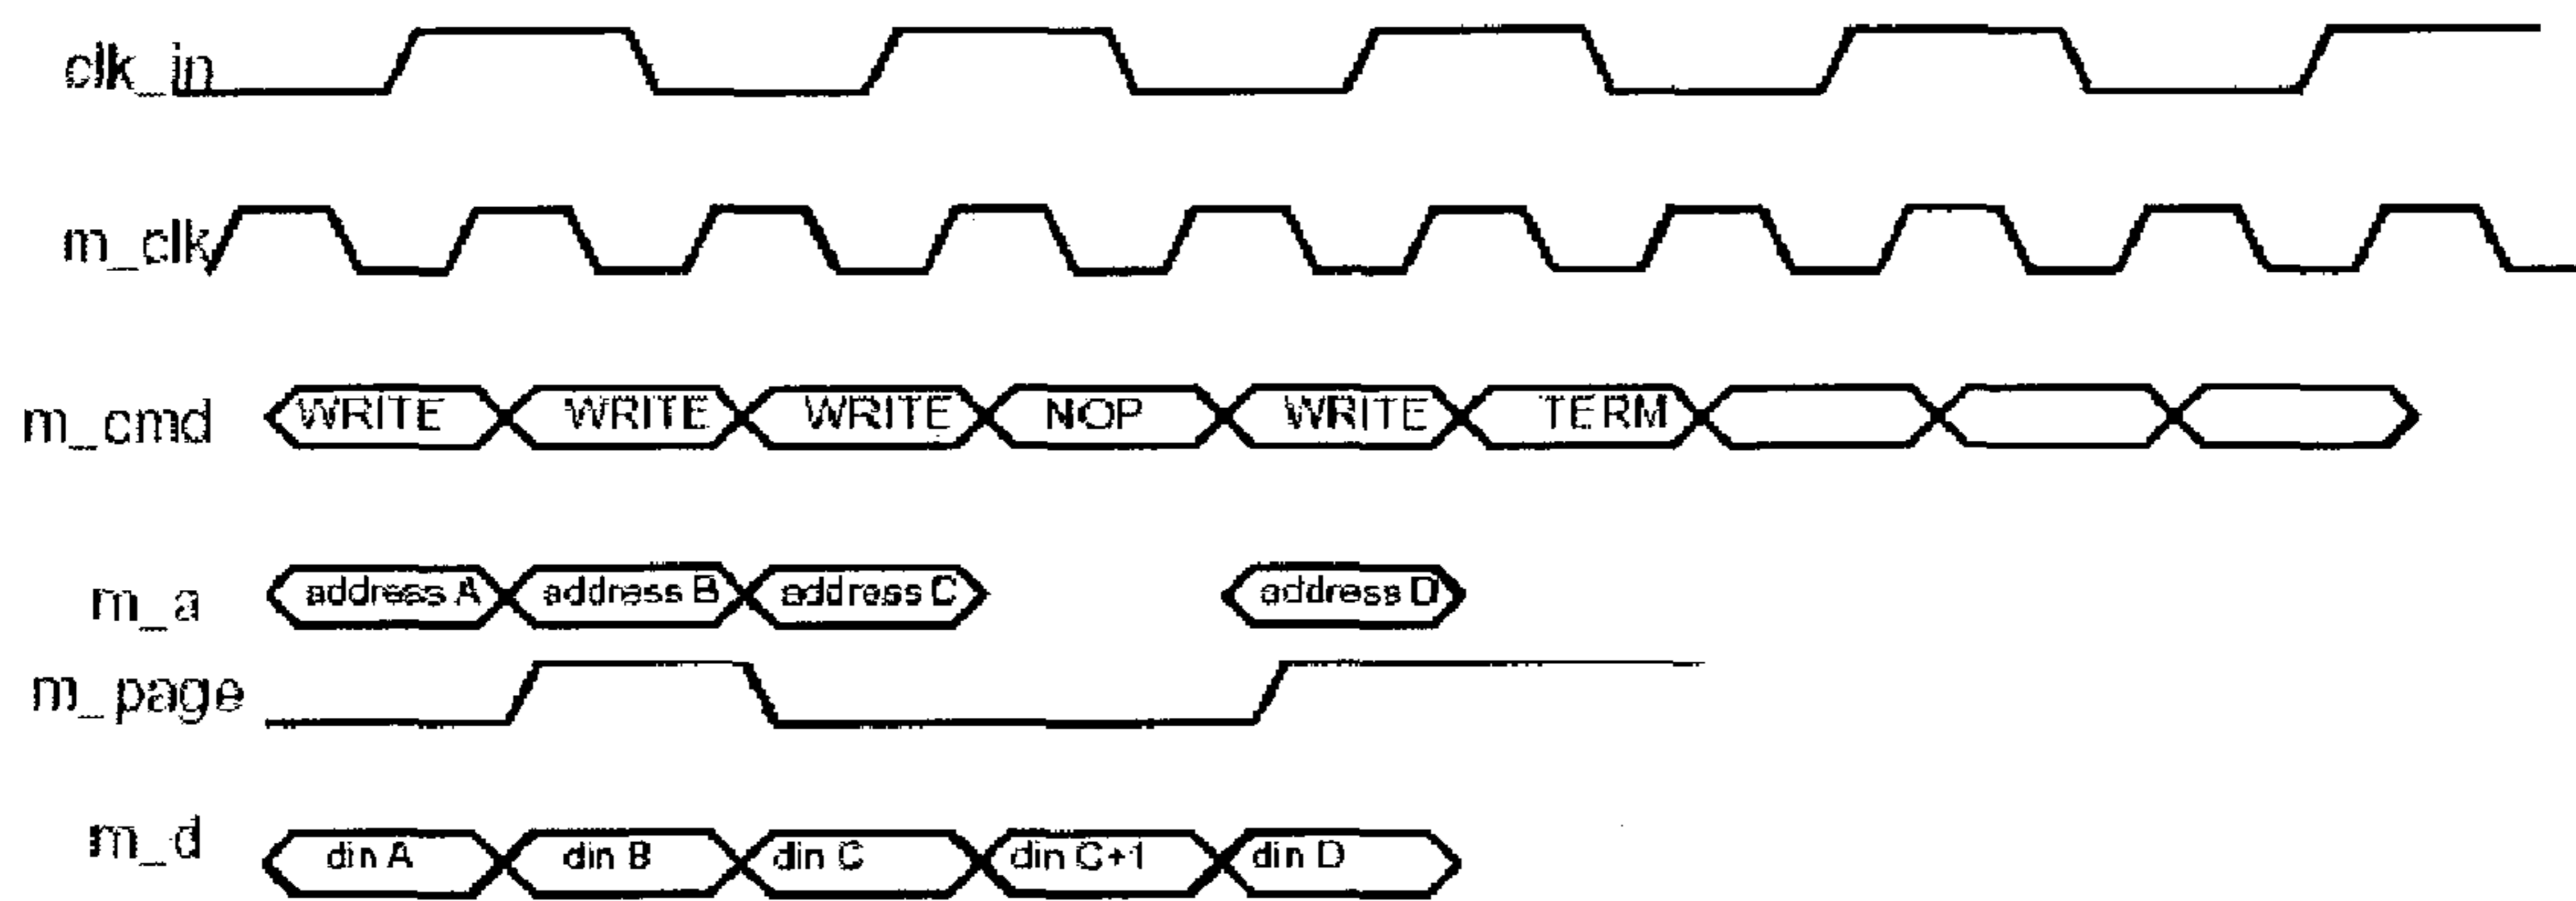 clk_in
m_clk
m_cmd WRITE WRITE WRITE NOP WRITE TERM
m_a address A address B address C address D
m_page
m_d din A din B din C din C+1 din D